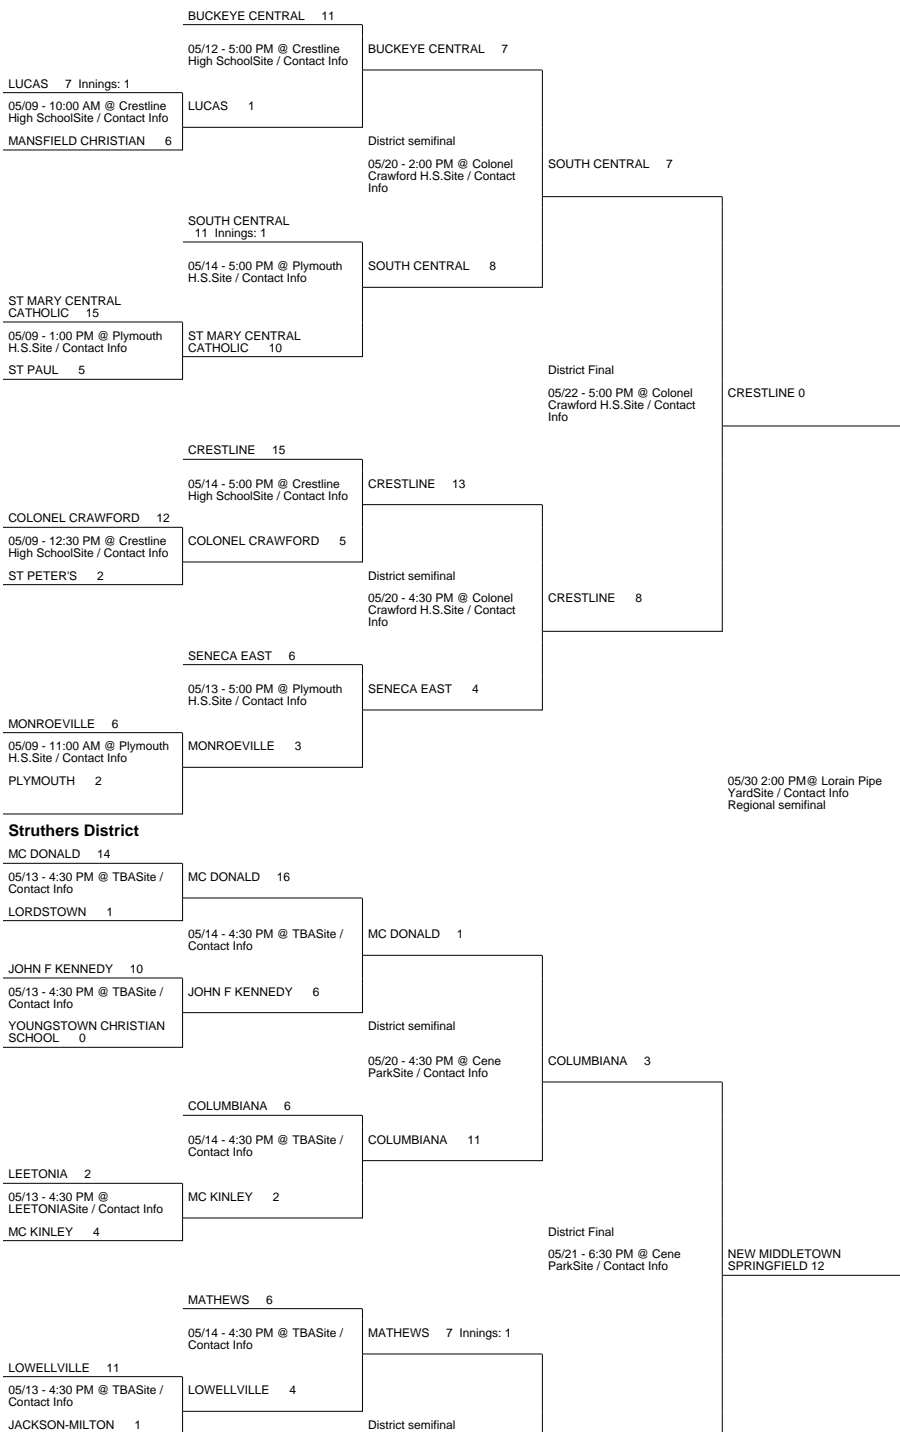 BUCKEYE CENTRAL 11
05/12 - 5:00 PM @ Crestline
High SchoolSite / Contact Info
BUCKEYE CENTRAL 7
LUCAS 7 Innings: 1
05/09 - 10:00 AM @ Crestline
High SchoolSite / Contact Info
LUCAS 1
MANSFIELD CHRISTIAN 6
District semifinal
05/20 - 2:00 PM @ Colonel
Crawford H.S.Site / Contact
Info
SOUTH CENTRAL 7
SOUTH CENTRAL
11 Innings: 1
05/14 - 5:00 PM @ Plymouth
H.S.Site / Contact Info
SOUTH CENTRAL 8
ST MARY CENTRAL
CATHOLIC 15
05/09 - 1:00 PM @ Plymouth
H.S.Site / Contact Info
ST MARY CENTRAL
CATHOLIC 10
ST PAUL 5
District Final
05/22 - 5:00 PM @ Colonel
Crawford H.S.Site / Contact
Info
CRESTLINE 0
CRESTLINE 15
05/14 - 5:00 PM @ Crestline
High SchoolSite / Contact Info
CRESTLINE 13
COLONEL CRAWFORD 12
05/09 - 12:30 PM @ Crestline
High SchoolSite / Contact Info
COLONEL CRAWFORD 5
ST PETER'S 2
District semifinal
05/20 - 4:30 PM @ Colonel
Crawford H.S.Site / Contact
Info
CRESTLINE 8
SENECA EAST 6
05/13 - 5:00 PM @ Plymouth
H.S.Site / Contact Info
SENECA EAST 4
MONROEVILLE 6
05/09 - 11:00 AM @ Plymouth
H.S.Site / Contact Info
MONROEVILLE 3
PLYMOUTH 2
05/30 2:00 PM@ Lorain Pipe
YardSite / Contact Info
Regional semifinal
Struthers District
MC DONALD 14
05/13 - 4:30 PM @ TBASite /
Contact Info
MC DONALD 16
LORDSTOWN 1
05/14 - 4:30 PM @ TBASite /
Contact Info
MC DONALD 1
JOHN F KENNEDY 10
05/13 - 4:30 PM @ TBASite /
Contact Info
JOHN F KENNEDY 6
YOUNGSTOWN CHRISTIAN
SCHOOL 0
District semifinal
05/20 - 4:30 PM @ Cene
ParkSite / Contact Info
COLUMBIANA 3
COLUMBIANA 6
05/14 - 4:30 PM @ TBASite /
Contact Info
COLUMBIANA 11
LEETONIA 2
05/13 - 4:30 PM @
LEETONIASite / Contact Info
MC KINLEY 2
MC KINLEY 4
District Final
05/21 - 6:30 PM @ Cene
ParkSite / Contact Info
NEW MIDDLETOWN
SPRINGFIELD 12
MATHEWS 6
05/14 - 4:30 PM @ TBASite /
Contact Info
MATHEWS 7 Innings: 1
LOWELLVILLE 11
05/13 - 4:30 PM @ TBASite /
Contact Info
LOWELLVILLE 4
JACKSON-MILTON 1
District semifinal